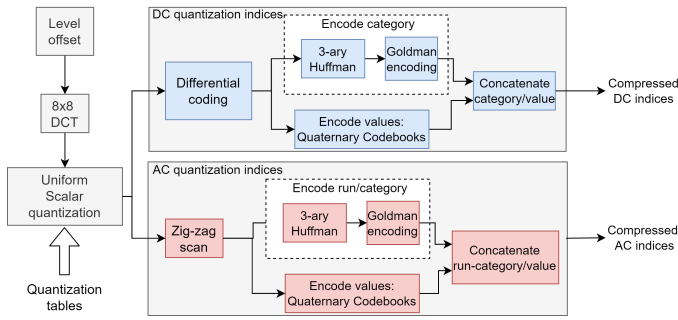 Level
offset
8x8
DCT
Uniform
Scalar
quantization
Quantization
tables
DC quantization indices
Encode category
3-ary
Huffman
Goldman
encoding
Differential
coding
Encode values:
Quaternary Codebooks
Concatenate
category/value
Compressed
DC indices
AC quantization indices
Encode run/category
3-ary
Huffman
Goldman
encoding
Zig-zag
scan
Encode values:
Quaternary Codebooks
Concatenate
run-category/value
Compressed
AC indices